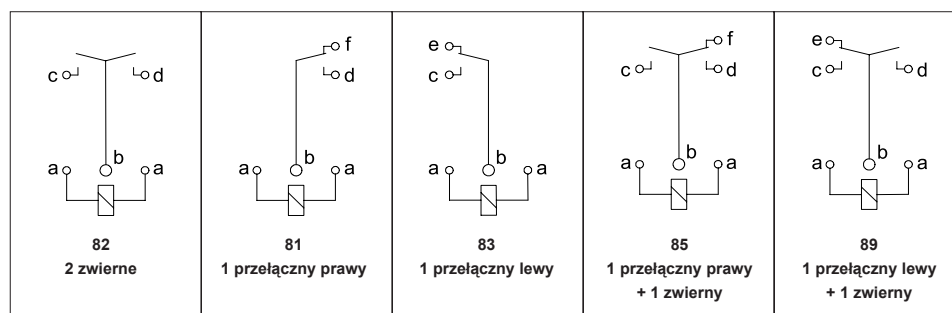 c d
b
a a
82
2 zwierne
f
d
b
a a
81
1 przełączny prawy
e
c
b
a a
83
1 przełączny lewy
f
c d
b
a a
85
1 przełączny prawy
+ 1 zwierny
e
c d
b
a a
89
1 przełączny lewy
+ 1 zwierny